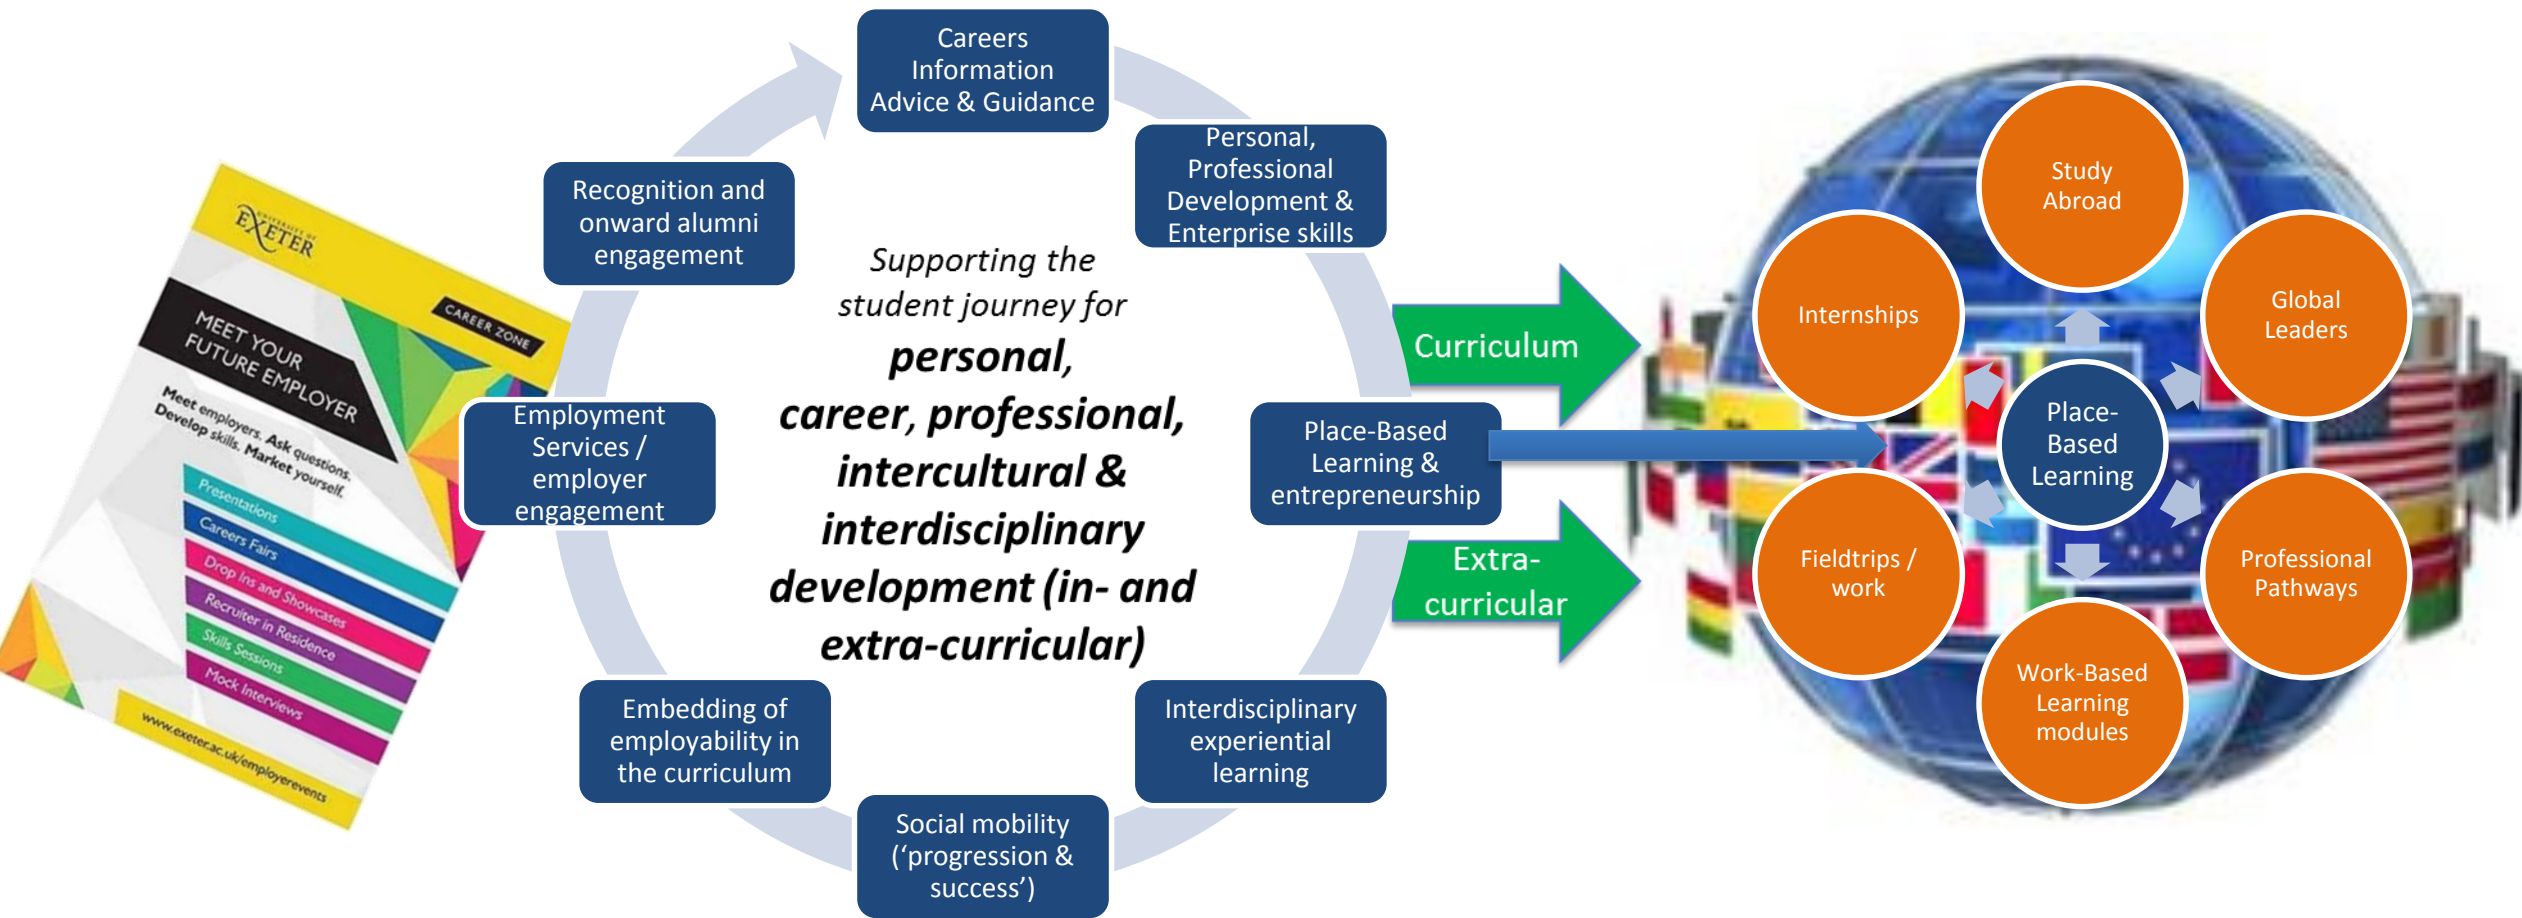 UNIVERSITY OF
EXETER
CAREER ZONE
MEET YOUR
FUTURE EMPLOYER
Meet employers. Ask questions.
Develop skills. Market yourself.
Presentations
Careers Fairs
Drop Ins and Showcases
Recruiter in Residence
Skills Sessions
Mock Interviews
www.exeter.ac.uk/employerevents
Careers
Information
Advice & Guidance
Personal,
Professional
Development &
Enterprise skills
Place-Based
Learning &
entrepreneurship
Interdisciplinary
experiential
learning
Social mobility
(‘progression &
success’)
Embedding of
employability in
the curriculum
Employment
Services /
employer
engagement
Recognition and
onward alumni
engagement
Supporting the
student journey for
personal,
career, professional,
intercultural &
interdisciplinary
development (in- and
extra-curricular)
Curriculum
Extra-
curricular
Place-
Based
Learning
Study
Abroad
Global
Leaders
Professional
Pathways
Work-Based
Learning
modules
Fieldtrips /
work
Internships